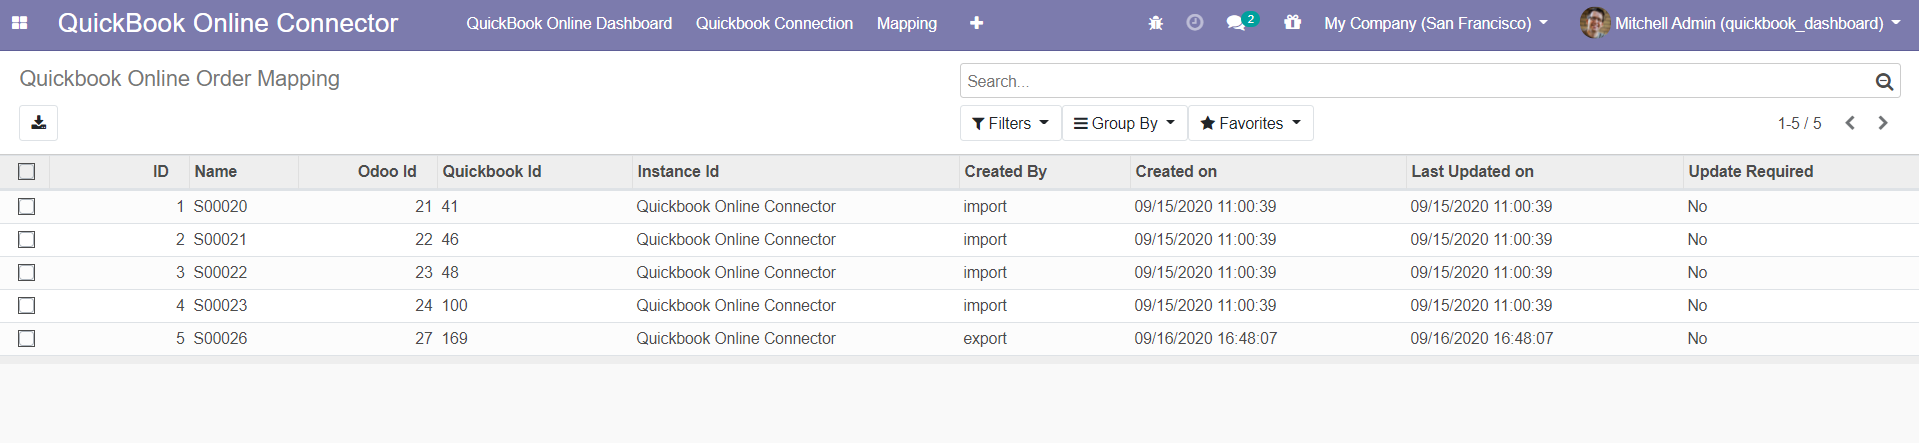 QuickBook Online Connector QuickBook Online Dashboard Quickbook Connection Mapping 2 My Company (San Francisco) Mitchell Admin (quickbook_dashboard)
Quickbook Online Order Mapping
Search...
Filters Group By Favorites 1-5 / 5
ID Name Odoo Id Quickbook Id Instance Id Created By Created on Last Updated on Update Required
1 S00020 21 41 Quickbook Online Connector import 09/15/2020 11:00:39 09/15/2020 11:00:39 No
2 S00021 22 46 Quickbook Online Connector import 09/15/2020 11:00:39 09/15/2020 11:00:39 No
3 S00022 23 48 Quickbook Online Connector import 09/15/2020 11:00:39 09/15/2020 11:00:39 No
4 S00023 24 100 Quickbook Online Connector import 09/15/2020 11:00:39 09/15/2020 11:00:39 No
5 S00026 27 169 Quickbook Online Connector export 09/16/2020 16:48:07 09/16/2020 16:48:07 No